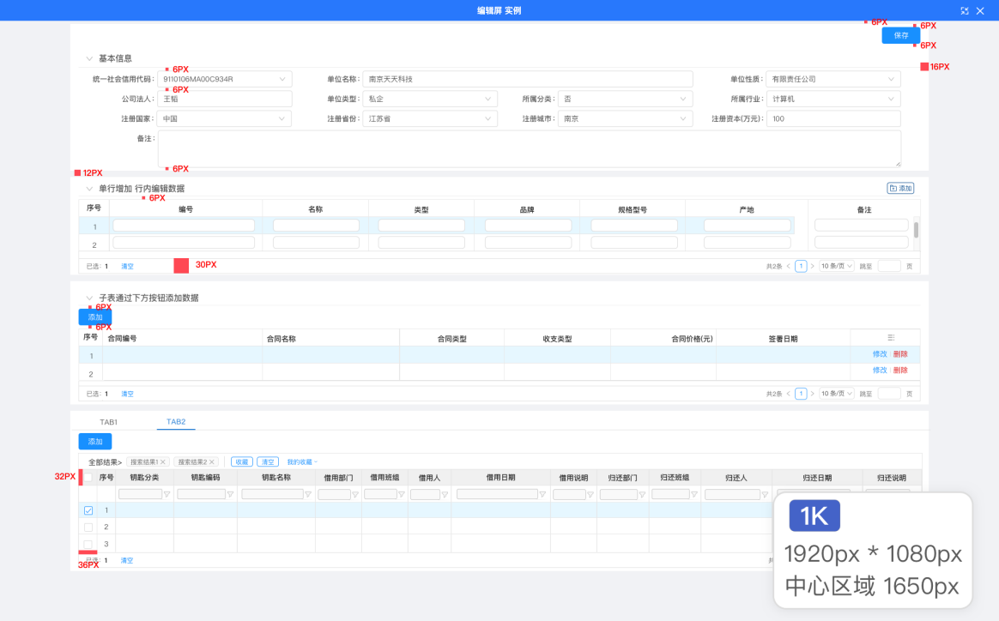 编辑屏 实例
6PX
6PX
保存
6PX
基本信息
16PX
6PX
统一社会信用代码: 9110106MA00C934R 单位名称: 南京天天科技 单位性质: 有限责任公司
6PX
公司法人: 王韬 单位类型: 私企 所属分类: 否 所属行业: 计算机
注册国家: 中国 注册省份: 江苏省 注册城市: 南京 注册资本(万元): 100
备注:
6PX
12PX
单行增加 行内编辑数据 添加
6PX
序号 编号 名称 类型 品牌 规格型号 产地 备注
1
2
已选: 1 清空 30PX 共2条 < 1 > 10 条/页 跳至 页
子表通过下方按钮添加数据
6PX
添加
6PX
序号 合同编号 合同名称 合同类型 收支类型 合同价格(元) 签署日期
1 修改 删除
2 修改 删除
已选: 1 清空 共2条 < 1 > 10 条/页 跳至 页
TAB1 TAB2
添加
全部结果> 搜索结果1 × 搜索结果2 × 收藏 清空 我的收藏
32PX
序号 钥匙分类 钥匙编码 钥匙名称 借用部门 借用班组 借用人 借用日期 借用说明 归还部门 归还班组 归还人 归还日期 归还说明
1
2
3
已选: 1 清空
36PX
1K
1920px * 1080px
中心区域 1650px